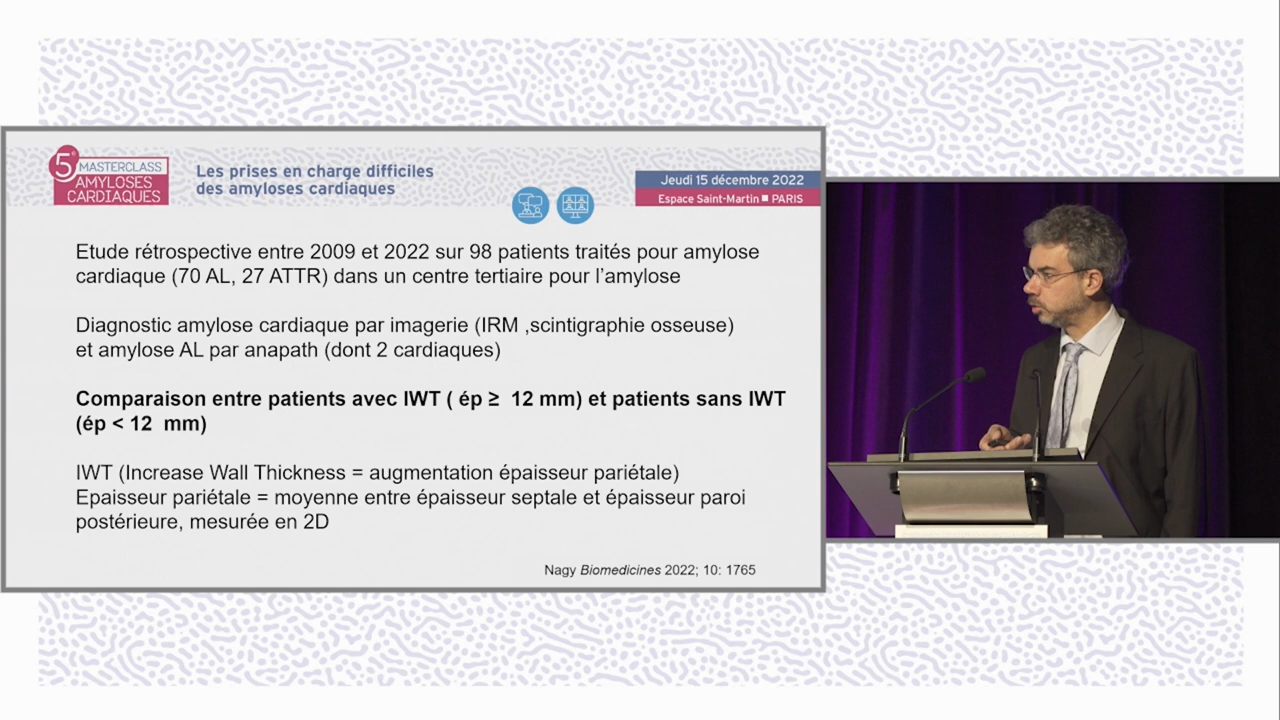 5e MASTERCLASS
AMYLOSES
CARDIAQUES
Les prises en charge difficiles
des amyloses cardiaques
Jeudi 15 décembre 2022
Espace Saint-Martin ■ PARIS
Etude rétrospective entre 2009 et 2022 sur 98 patients traités pour amylose
cardiaque (70 AL, 27 ATTR) dans un centre tertiaire pour l’amylose
Diagnostic amylose cardiaque par imagerie (IRM ,scintigraphie osseuse)
et amylose AL par anapath (dont 2 cardiaques)
Comparaison entre patients avec IWT ( ép ≥ 12 mm) et patients sans IWT
(ép < 12 mm)
IWT (Increase Wall Thickness = augmentation épaisseur pariétale)
Epaisseur pariétale = moyenne entre épaisseur septale et épaisseur paroi
postérieure, mesurée en 2D
Nagy Biomedicines 2022; 10: 1765